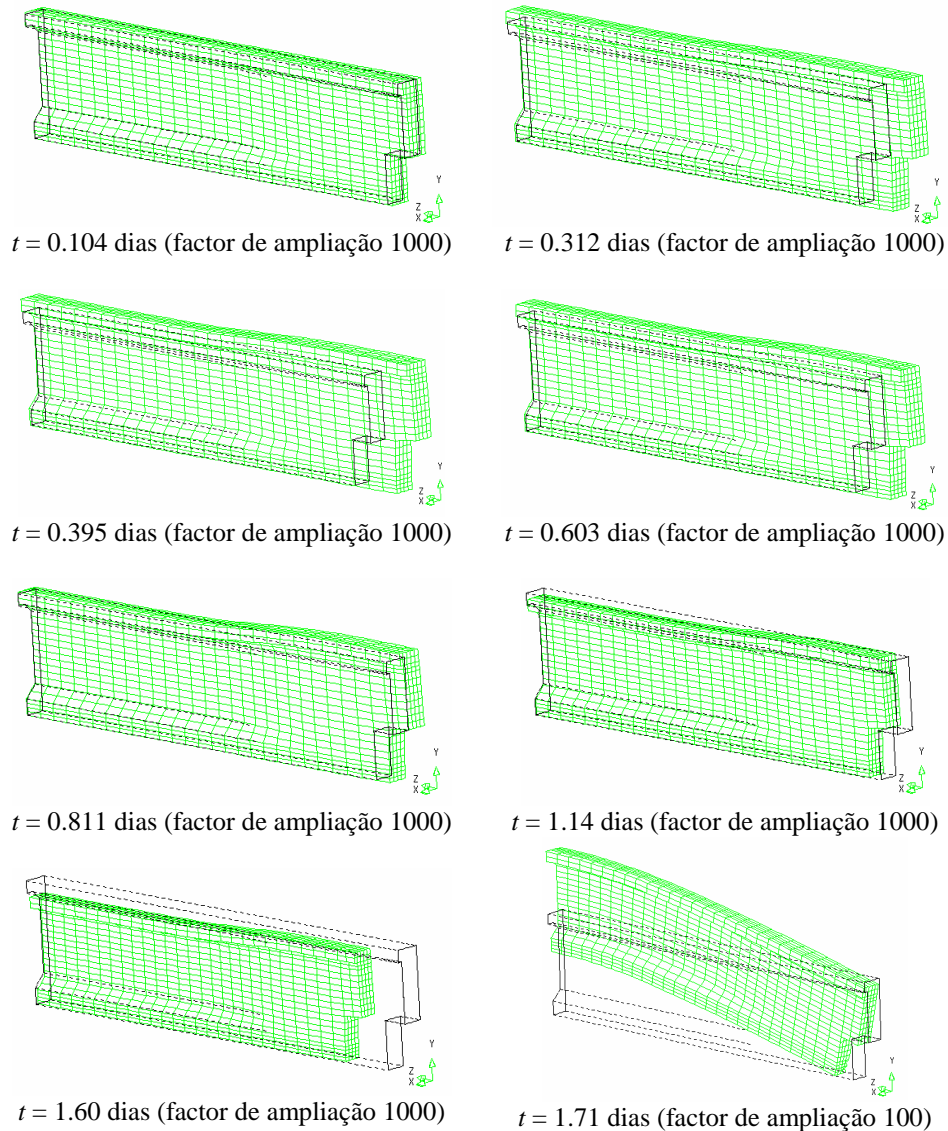 Y
Z
X
Y
Z
X
t = 0.104 dias (factor de ampliação 1000)
t = 0.312 dias (factor de ampliação 1000)
Y
Z
X
Y
Z
X
t = 0.395 dias (factor de ampliação 1000)
t = 0.603 dias (factor de ampliação 1000)
Y
Z
X
Y
Z
X
t = 0.811 dias (factor de ampliação 1000)
t = 1.14 dias (factor de ampliação 1000)
Y
Z
X
Y
Z
X
t = 1.60 dias (factor de ampliação 1000)
t = 1.71 dias (factor de ampliação 100)